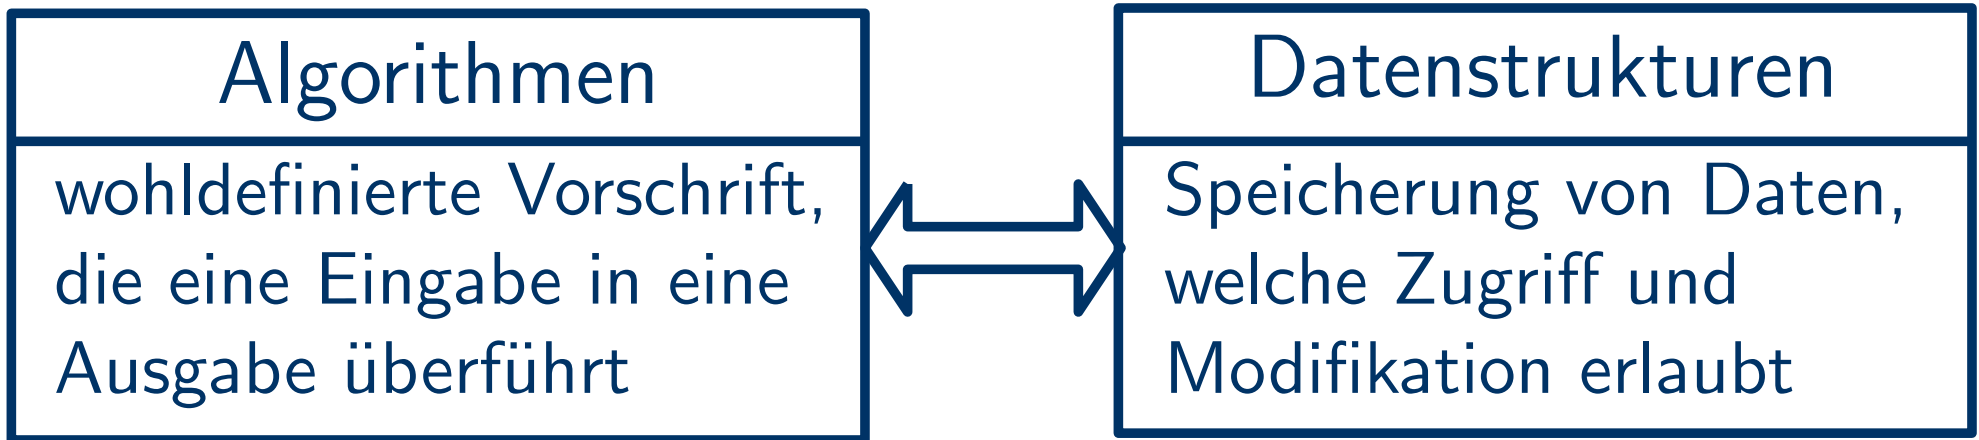 Algorithmen
wohldefinierte Vorschrift,
die eine Eingabe in eine
Ausgabe überführt
Datenstrukturen
Speicherung von Daten,
welche Zugriff und
Modifikation erlaubt